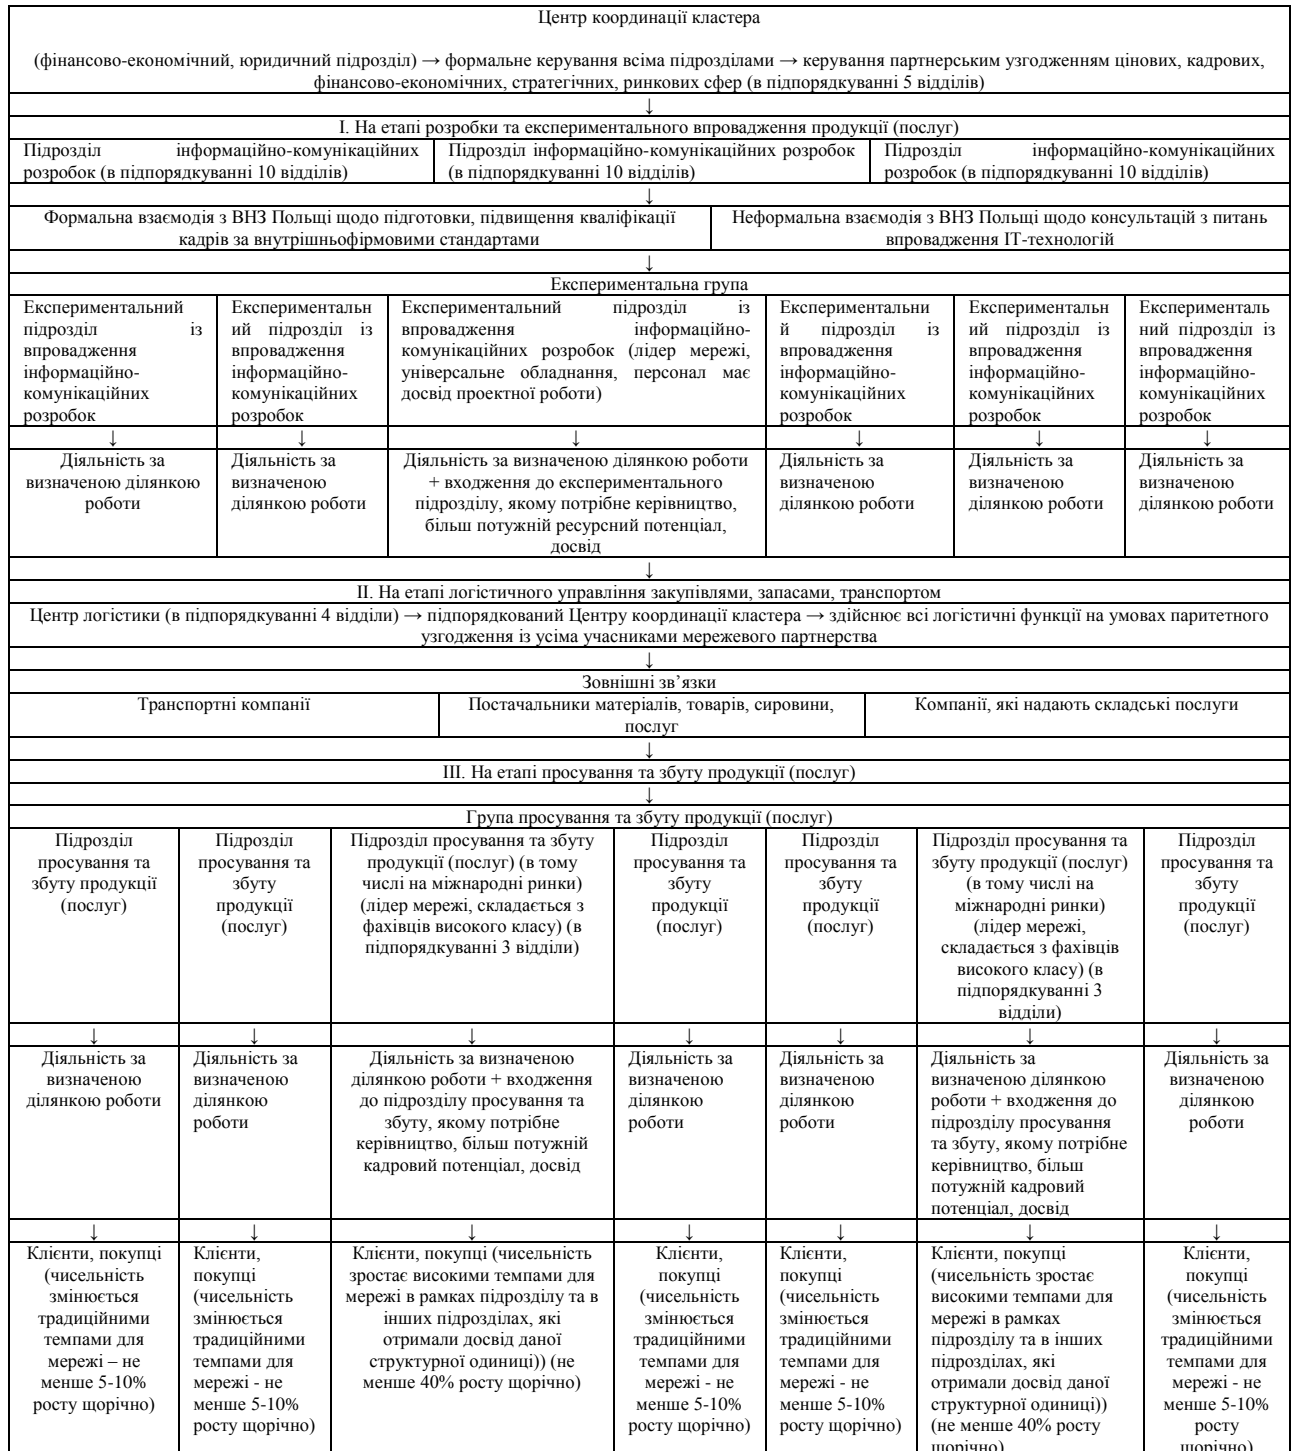 Центр координації кластера
(фінансово-економічний, юридичний підрозділ) → формальне керування всіма підрозділами → керування партнерським узгодженням цінових, кадрових,
фінансово-економічних, стратегічних, ринкових сфер (в підпорядкуванні 5 відділів)
↓
І. На етапі розробки та експериментального впровадження продукції (послуг)
Підрозділ інформаційно-комунікаційних
розробок (в підпорядкуванні 10 відділів)
Підрозділ інформаційно-комунікаційних розробок
(в підпорядкуванні 10 відділів)
Підрозділ інформаційно-комунікаційних
розробок (в підпорядкуванні 10 відділів)
↓
Формальна взаємодія з ВНЗ Польщі щодо підготовки, підвищення кваліфікації
кадрів за внутрішньофірмовими стандартами
Неформальна взаємодія з ВНЗ Польщі щодо консультацій з питань
впровадження ІТ-технологій
↓
Експериментальна група
Експериментальний
підрозділ із
впровадження
інформаційно-
комунікаційних
розробок
Експериментальн
ий підрозділ із
впровадження
інформаційно-
комунікаційних
розробок
Експериментальний підрозділ із
впровадження інформаційно-
комунікаційних розробок (лідер мережі,
універсальне обладнання, персонал має
досвід проектної роботи)
Експериментальни
й підрозділ із
впровадження
інформаційно-
комунікаційних
розробок
Експериментальн
ий підрозділ із
впровадження
інформаційно-
комунікаційних
розробок
Експерименталь
ний підрозділ із
впровадження
інформаційно-
комунікаційних
розробок
↓ ↓ ↓ ↓ ↓ ↓
Діяльність за
визначеною ділянкою
роботи
Діяльність за
визначеною
ділянкою роботи
Діяльність за визначеною ділянкою роботи
+ входження до експериментального
підрозділу, якому потрібне керівництво,
більш потужній ресурсний потенціал,
досвід
Діяльність за
визначеною
ділянкою роботи
Діяльність за
визначеною
ділянкою роботи
Діяльність за
визначеною
ділянкою роботи
↓
ІІ. На етапі логістичного управління закупівлями, запасами, транспортом
Центр логістики (в підпорядкуванні 4 відділи) → підпорядкований Центру координації кластера → здійснює всі логістичні функції на умовах паритетного
узгодження із усіма учасниками мережевого партнерства
↓
Зовнішні зв’язки
Транспортні компанії
Постачальники матеріалів, товарів, сировини,
послуг
Компанії, які надають складські послуги
↓
ІІІ. На етапі просування та збуту продукції (послуг)
↓
Група просування та збуту продукції (послуг)
Підрозділ
просування та
збуту продукції
(послуг)
Підрозділ
просування та
збуту
продукції
(послуг)
Підрозділ просування та збуту
продукції (послуг) (в тому
числі на міжнародні ринки)
(лідер мережі, складається з
фахівців високого класу) (в
підпорядкуванні 3 відділи)
Підрозділ
просування та
збуту
продукції
(послуг)
Підрозділ
просування та
збуту
продукції
(послуг)
Підрозділ просування та
збуту продукції (послуг)
(в тому числі на
міжнародні ринки)
(лідер мережі,
складається з фахівців
високого класу) (в
підпорядкуванні 3
відділи)
Підрозділ
просування та
збуту
продукції
(послуг)
↓ ↓ ↓ ↓ ↓ ↓ ↓
Діяльність за
визначеною
ділянкою роботи
Діяльність за
визначеною
ділянкою
роботи
Діяльність за визначеною
ділянкою роботи + входження
до підрозділу просування та
збуту, якому потрібне
керівництво, більш потужній
кадровий потенціал, досвід
Діяльність за
визначеною
ділянкою
роботи
Діяльність за
визначеною
ділянкою
роботи
Діяльність за
визначеною ділянкою
роботи + входження до
підрозділу просування
та збуту, якому потрібне
керівництво, більш
потужній кадровий
потенціал, досвід
Діяльність за
визначеною
ділянкою
роботи
↓ ↓ ↓ ↓ ↓ ↓ ↓
Клієнти, покупці
(чисельність
змінюється
традиційними
темпами для
мережі – не
менше 5-10%
росту щорічно)
Клієнти,
покупці
(чисельність
змінюється
традиційними
темпами для
мережі - не
менше 5-10%
росту щорічно)
Клієнти, покупці (чисельність
зростає високими темпами для
мережі в рамках підрозділу та в
інших підрозділах, які
отримали досвід даної
структурної одиниці)) (не
менше 40% росту щорічно)
Клієнти,
покупці
(чисельність
змінюється
традиційними
темпами для
мережі - не
менше 5-10%
росту щорічно)
Клієнти,
покупці
(чисельність
змінюється
традиційними
темпами для
мережі - не
менше 5-10%
росту щорічно)
Клієнти, покупці
(чисельність зростає
високими темпами для
мережі в рамках
підрозділу та в інших
підрозділах, які
отримали досвід даної
структурної одиниці))
(не менше 40% росту
щорічно)
Клієнти,
покупці
(чисельність
змінюється
традиційними
темпами для
мережі - не
менше 5-10%
росту
щорічно)